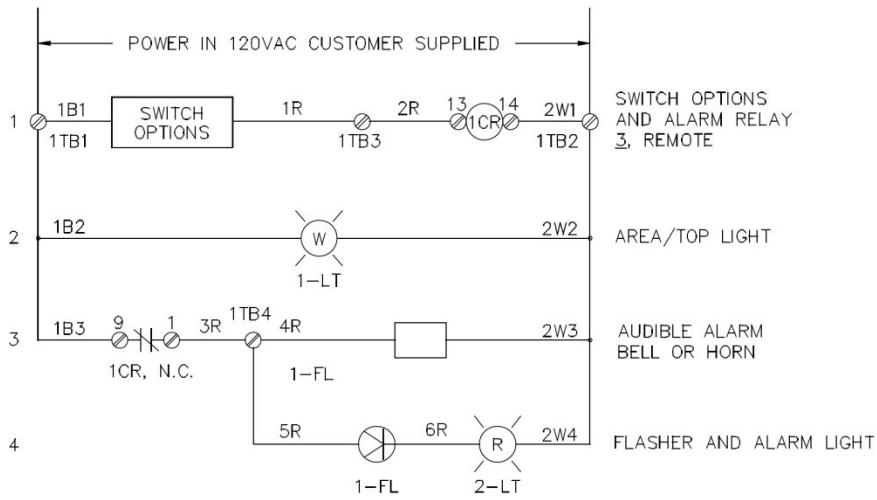 POWER IN 120VAC CUSTOMER SUPPLIED
1 1B1 SWITCH OPTIONS 1R 2R 13 1CR 14 2W1 SWITCH OPTIONS
1TB1 1TB3 1TB2 AND ALARM RELAY
3, REMOTE
2 1B2 W 2W2 AREA/TOP LIGHT
1-LT
3 1B3 9 1 3R 1TB4 4R 2W3 AUDIBLE ALARM
1CR, N.C. 1-FL BELL OR HORN
4 5R 6R R 2W4 FLASHER AND ALARM LIGHT
1-FL 2-LT